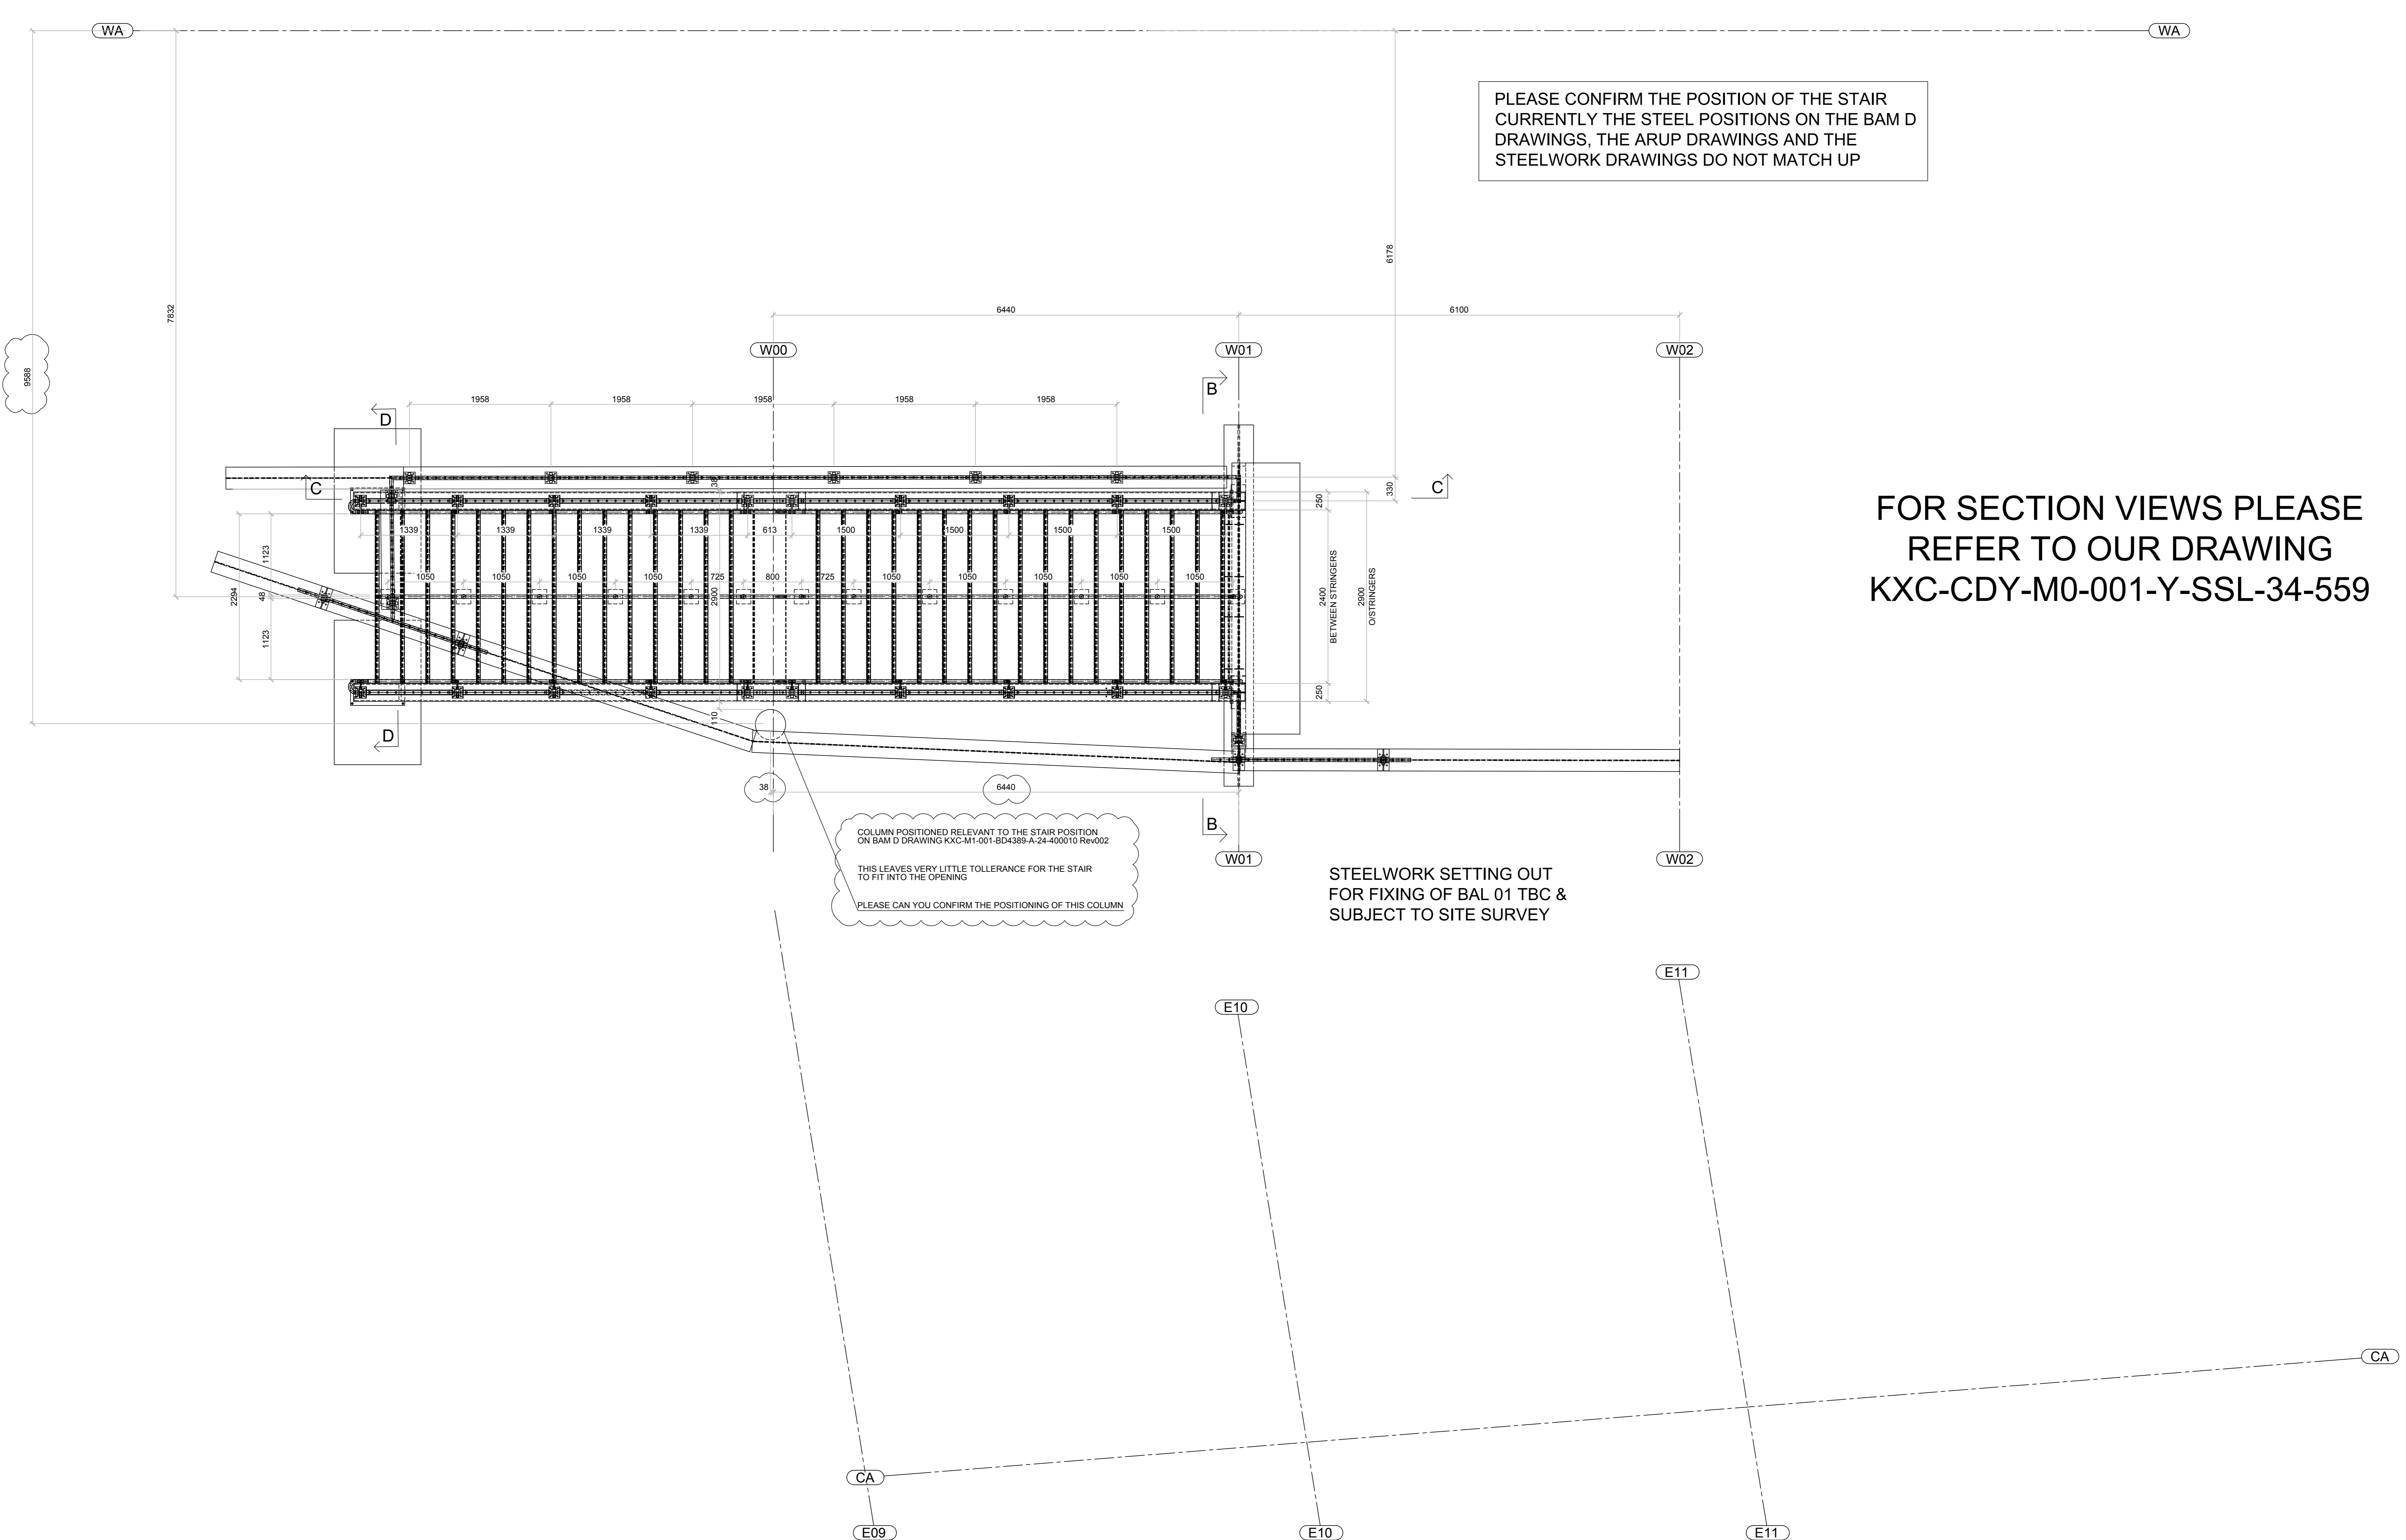 WA
WA
PLEASE CONFIRM THE POSITION OF THE STAIR
CURRENTLY THE STEEL POSITIONS ON THE BAM D
DRAWINGS, THE ARUP DRAWINGS AND THE
STEELWORK DRAWINGS DO NOT MATCH UP
6178
7832
9588
6440
6100
W00
W01
W02
B
D
1958
1958
1958
1958
1958
C
C
38
250
330
FOR SECTION VIEWS PLEASE
REFER TO OUR DRAWING
KXC-CDY-M0-001-Y-SSL-34-559
1339
1339
1339
1339
613
1500
1500
1500
1500
1123
1050
1050
1050
1050
725
800
725
1050
1050
1050
1050
1050
2294
48
2900
2400
BETWEEN STRINGERS
2900
O/STRINGERS
1123
250
110
D
38
6440
B
COLUMN POSITIONED RELEVANT TO THE STAIR POSITION
ON BAM D DRAWING KXC-M1-001-BD4389-A-24-400010 Rev002
THIS LEAVES VERY LITTLE TOLLERANCE FOR THE STAIR
TO FIT INTO THE OPENING
PLEASE CAN YOU CONFIRM THE POSITIONING OF THIS COLUMN
W01
W02
STEELWORK SETTING OUT
FOR FIXING OF BAL 01 TBC &
SUBJECT TO SITE SURVEY
E11
E10
CA
CA
E09
E10
E11